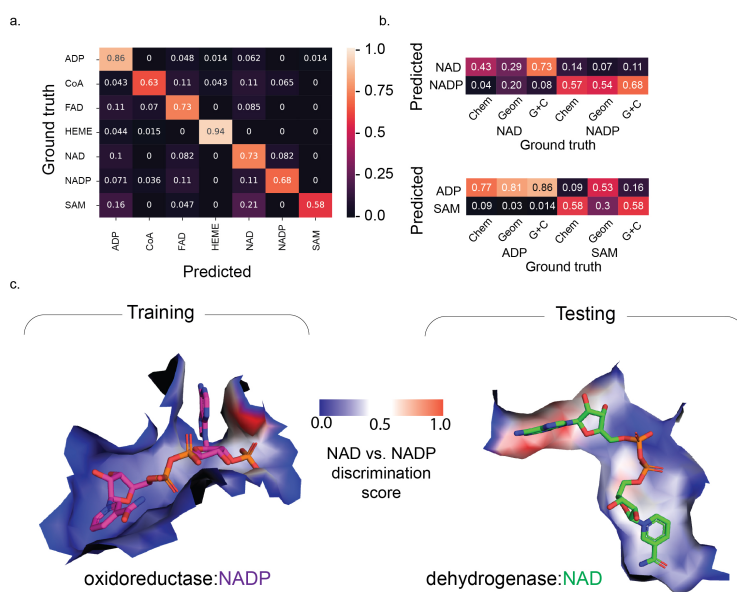 a.
ADP 0.86 0 0.048 0.014 0.062 0 0.014
CoA 0.043 0.63 0.11 0.043 0.11 0.065 0
FAD 0.11 0.07 0.73 0 0.085 0 0
HEME 0.044 0.015 0 0.94 0 0 0
NAD 0.1 0 0.082 0 0.73 0.082 0
NADP 0.071 0.036 0.11 0 0.11 0.68 0
SAM 0.16 0 0.047 0 0.21 0 0.58
Ground truth
ADP CoA FAD HEME NAD NADP SAM
Predicted
1.0
0.75
0.50
0.25
0.0
b.
Predicted
NAD 0.43 0.29 0.73 0.14 0.07 0.11
NADP 0.04 0.20 0.08 0.57 0.54 0.68
Chem Geom G+C Chem Geom G+C
NAD NADP
Ground truth
Predicted
ADP 0.77 0.81 0.86 0.09 0.53 0.16
SAM 0.09 0.03 0.014 0.58 0.3 0.58
Chem Geom G+C Chem Geom G+C
ADP SAM
Ground truth
c.
Training
Testing
0.0 0.5 1.0
NAD vs. NADP
discrimination
score
oxidoreductase:NADP
dehydrogenase:NAD